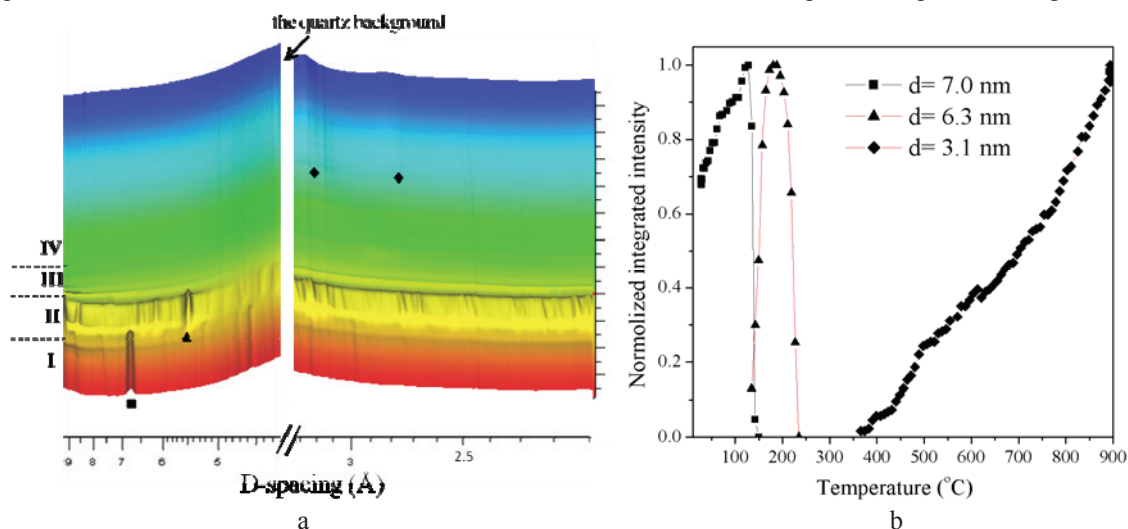 the quartz background
IV
III
II
I
9 8 7 6 5 3 2.5
D-spacing (Å)
a
Normolized integrated intensity
1.0
0.8
0.6
0.4
0.2
0.0
d= 7.0 nm
d= 6.3 nm
d= 3.1 nm
100 200 300 400 500 600 700 800 900
Temperature (°C)
b